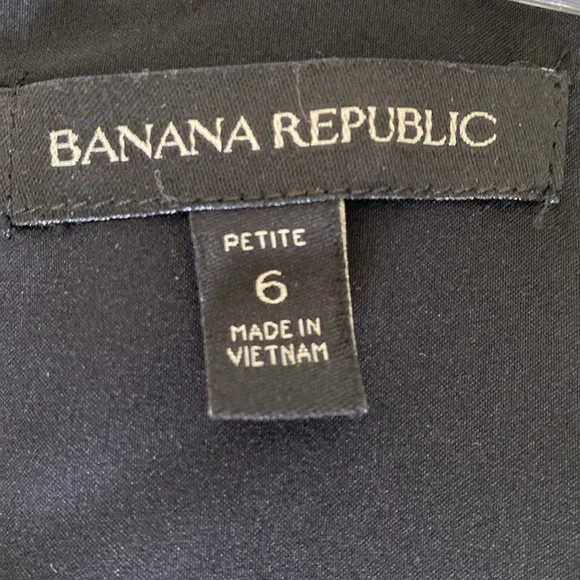 BANANA REPUBLIC
PETITE
6
MADE IN
VIETNAM